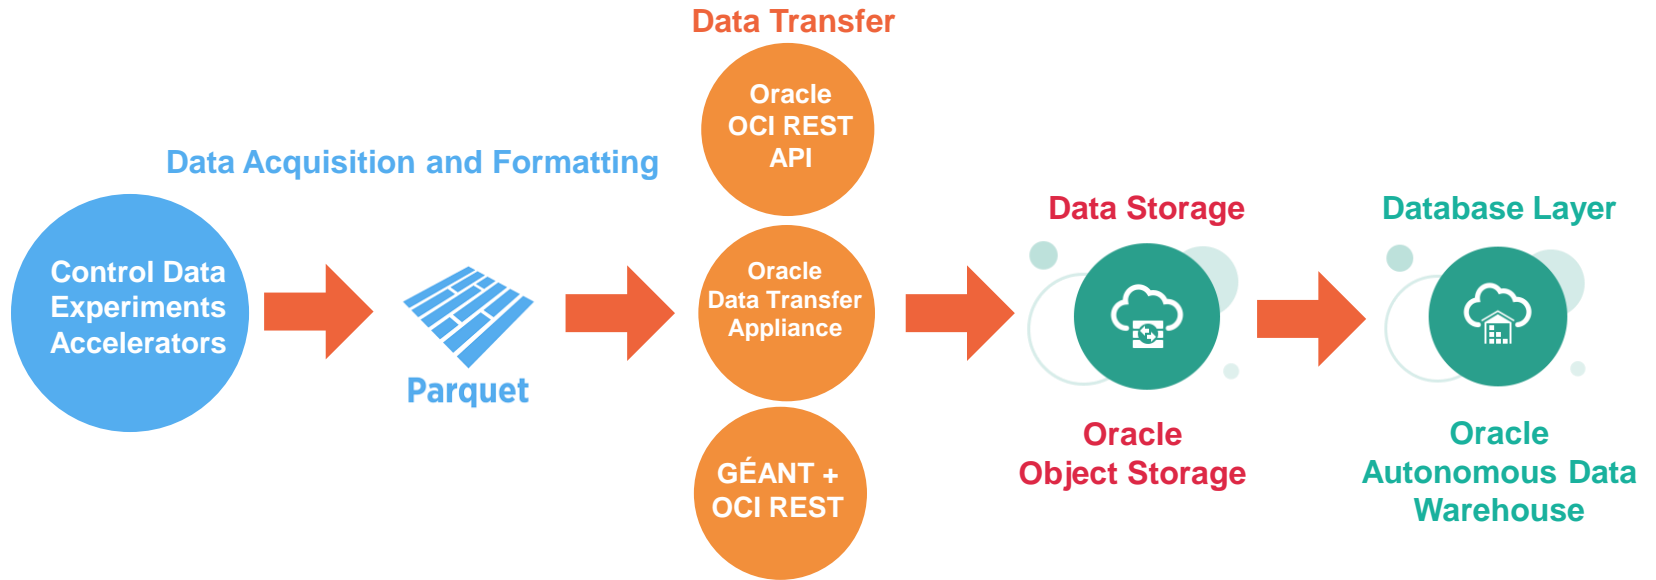 Data Transfer
Oracle
OCI REST
API
Data Acquisition and Formatting
Control Data
Experiments
Accelerators
Parquet
Oracle
Data Transfer
Appliance
GÉANT +
OCI REST
Data Storage
Oracle
Object Storage
Database Layer
Oracle
Autonomous Data
Warehouse